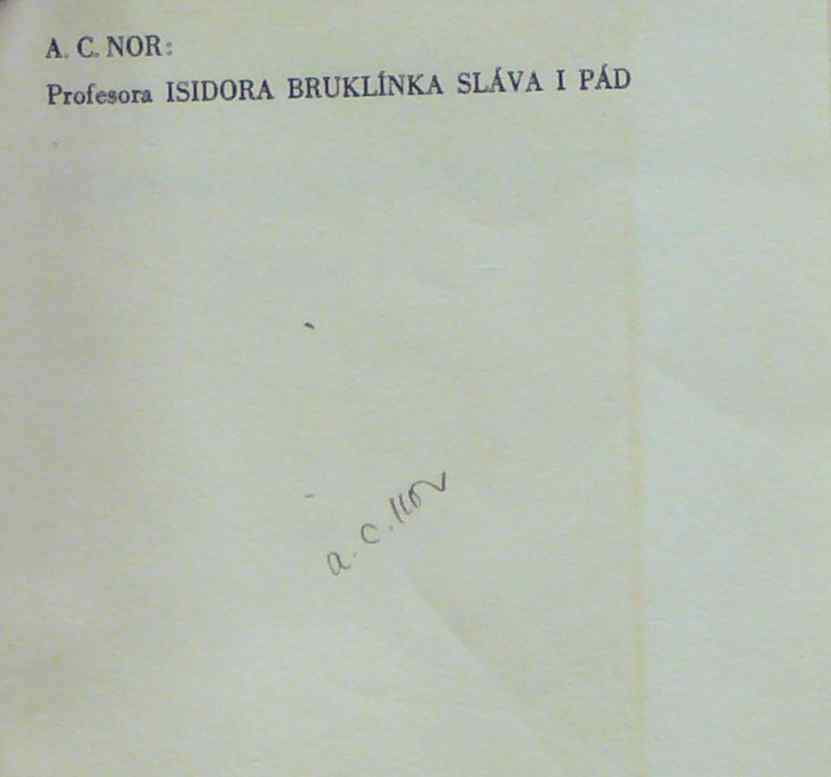 A. C. NOR:
Profesora ISIDORA BRUKLÍNKA SLÁVA I PÁD
a. c. nor